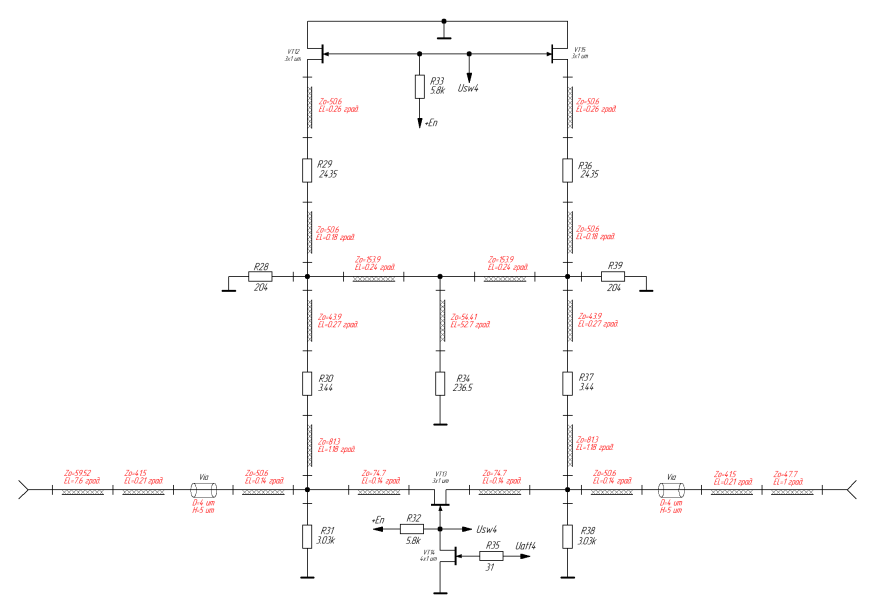 VT12
3x1 um
VT15
3x1 um
R33
5.8k
Usw4
+En
Zo=50.6
EL=0.26 град.
Zo=50.6
EL=0.26 град.
R29
24.35
R36
24.35
Zo=50.6
EL=0.18 град.
Zo=50.6
EL=0.18 град.
R28
204
Zo=153.9
EL=0.24 град.
Zo=153.9
EL=0.24 град.
R39
204
Zo=43.9
EL=0.27 град.
Zo=54.41
EL=52.7 град.
Zo=43.9
EL=0.27 град.
R30
3.44
R34
236.5
R37
3.44
Zo=81.3
EL=1.18 град.
Zo=81.3
EL=1.18 град.
Zo=59.52
EL=7.6 град.
Zo=41.5
EL=0.21 град.
Via
D=4 um
H=5 um
Zo=50.6
EL=0.14 град.
Zo=74.7
EL=0.14 град.
VT13
3x1 um
Zo=74.7
EL=0.14 град.
Zo=50.6
EL=0.14 град.
Via
D=4 um
H=5 um
Zo=41.5
EL=0.21 град.
Zo=47.7
EL=1 град.
R31
3.03k
+En
R32
5.8k
Usw4
R38
3.03k
VT14
4x1 um
R35
31
Uatt4